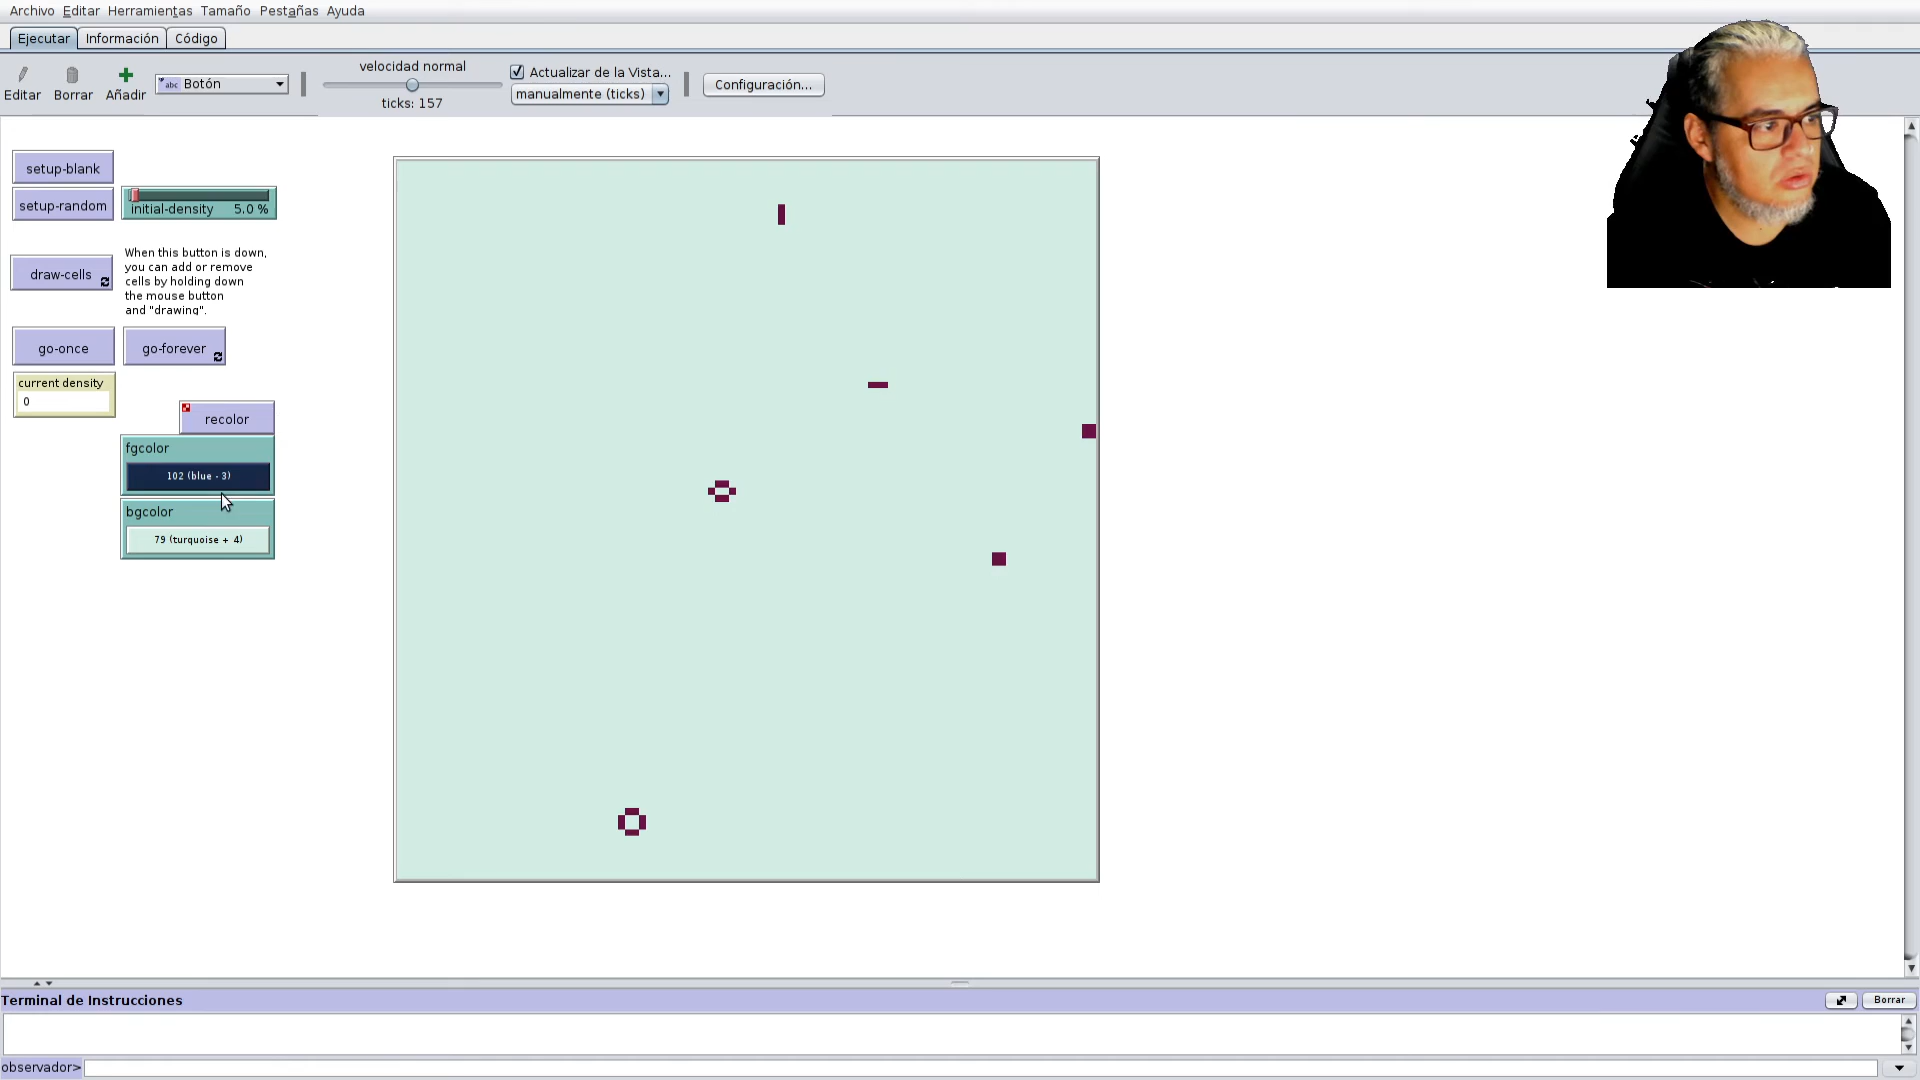 Archivo Editar Herramientas Tamaño Pestañas Ayuda
Ejecutar Información Código
Editar Borrar Añadir
abc Botón
velocidad normal
ticks: 157
Actualizar de la Vista...
manualmente (ticks)
Configuración...
setup-blank
setup-random
initial-density 5.0 %
draw-cells
When this button is down,
you can add or remove
cells by holding down
the mouse button
and "drawing".
go-once go-forever
current density
0
recolor
fgcolor
102 (blue - 3)
bgcolor
79 (turquoise + 4)
Terminal de Instrucciones
Borrar
observador>